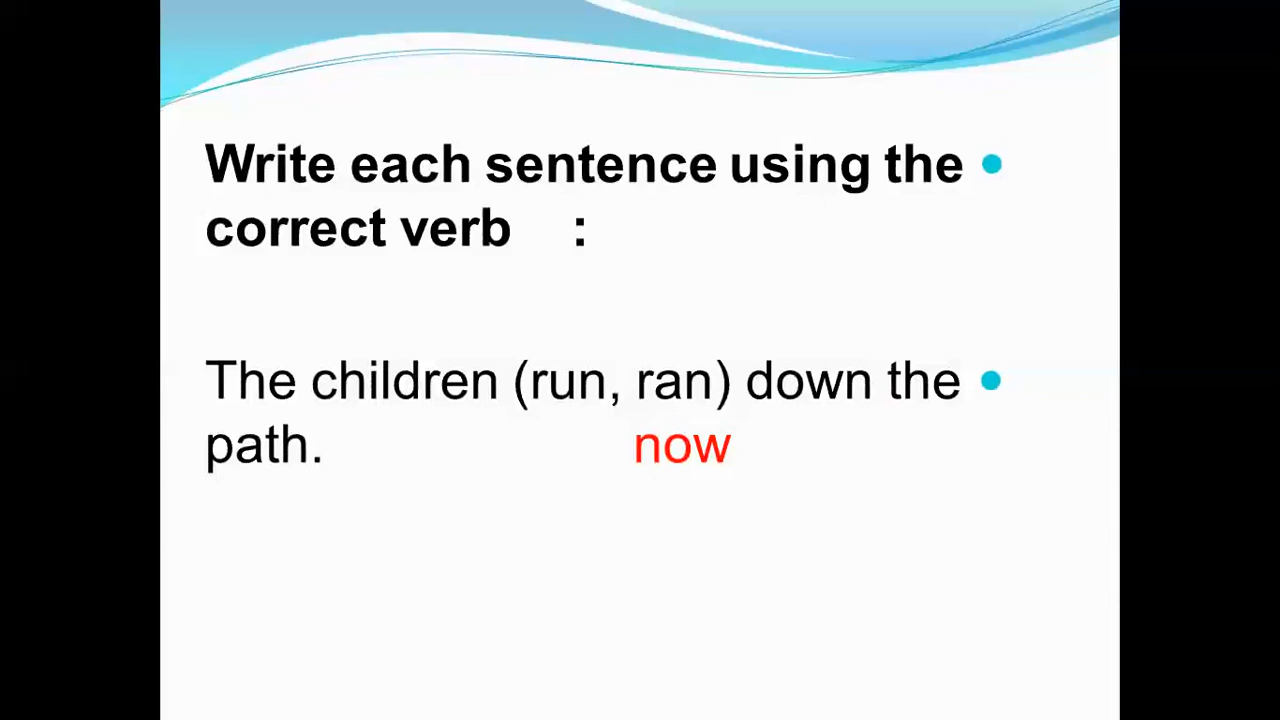 Write each sentence using the
correct verb :
The children (run, ran) down the
path. now